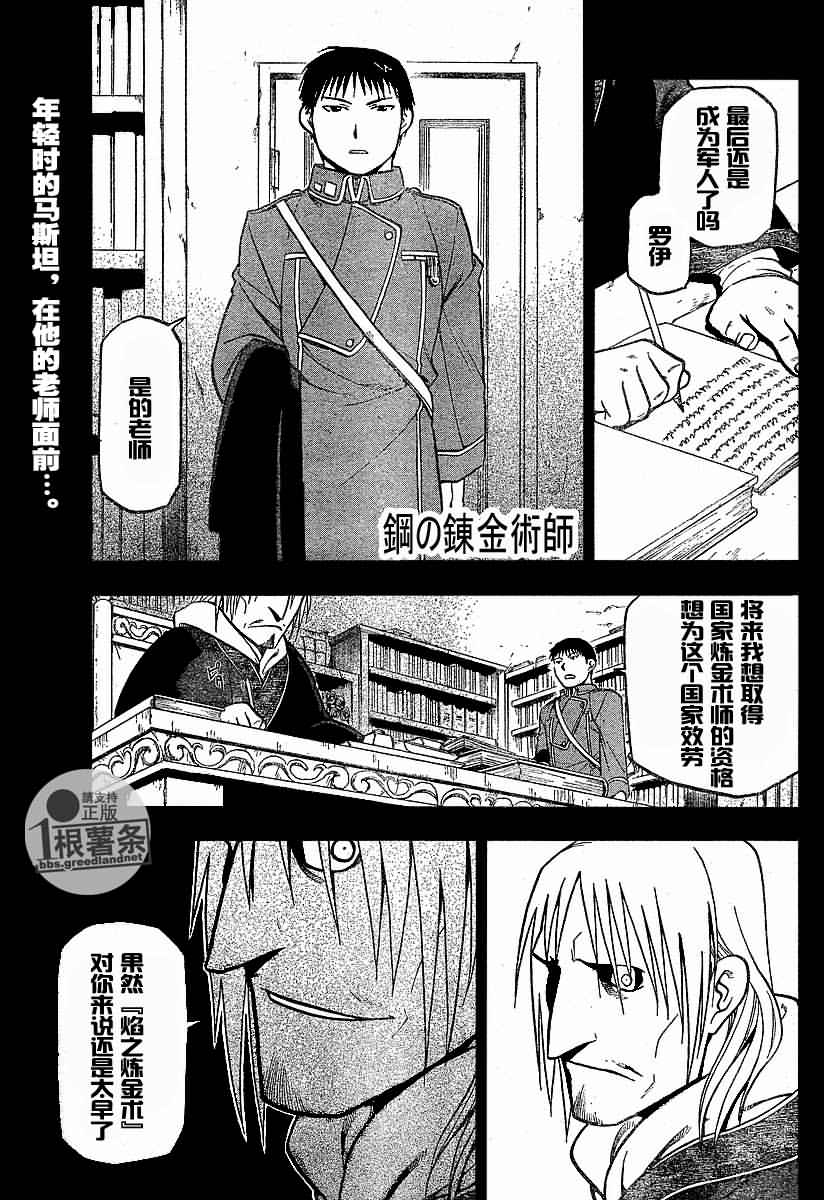 最后还是
成为军人了吗
罗伊
年轻时的马斯坦，在他的老师面前…。
是的老师
鋼の錬金術師
将来我想取得
国家炼金术师的资格
想为这个国家效劳
請支持
正版
1根薯条
bbs.greedland.net
果然『焰之炼金术』
对你来说还是太早了